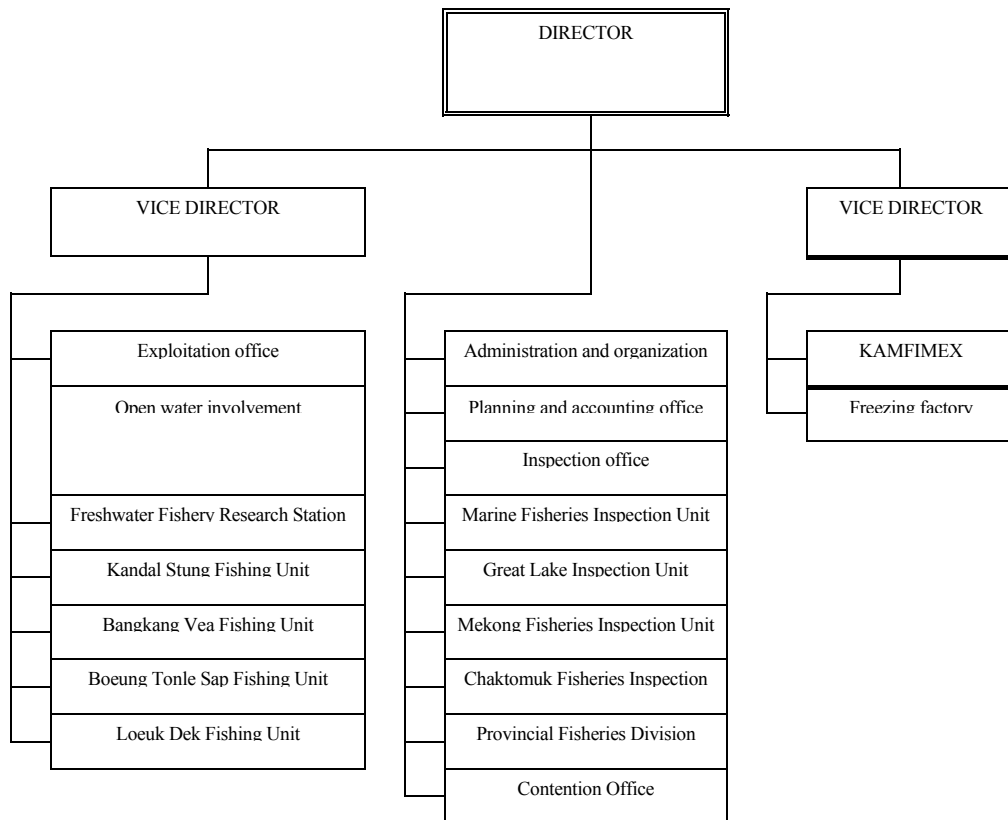 DIRECTOR
VICE DIRECTOR
VICE DIRECTOR
Exploitation office
Open water involvement
Freshwater Fishery Research Station
Kandal Stung Fishing Unit
Bangkang Vea Fishing Unit
Boeung Tonle Sap Fishing Unit
Loeuk Dek Fishing Unit
Administration and organization
Planning and accounting office
Inspection office
Marine Fisheries Inspection Unit
Great Lake Inspection Unit
Mekong Fisheries Inspection Unit
Chaktomuk Fisheries Inspection
Provincial Fisheries Division
Contention Office
KAMFIMEX
Freezing factory